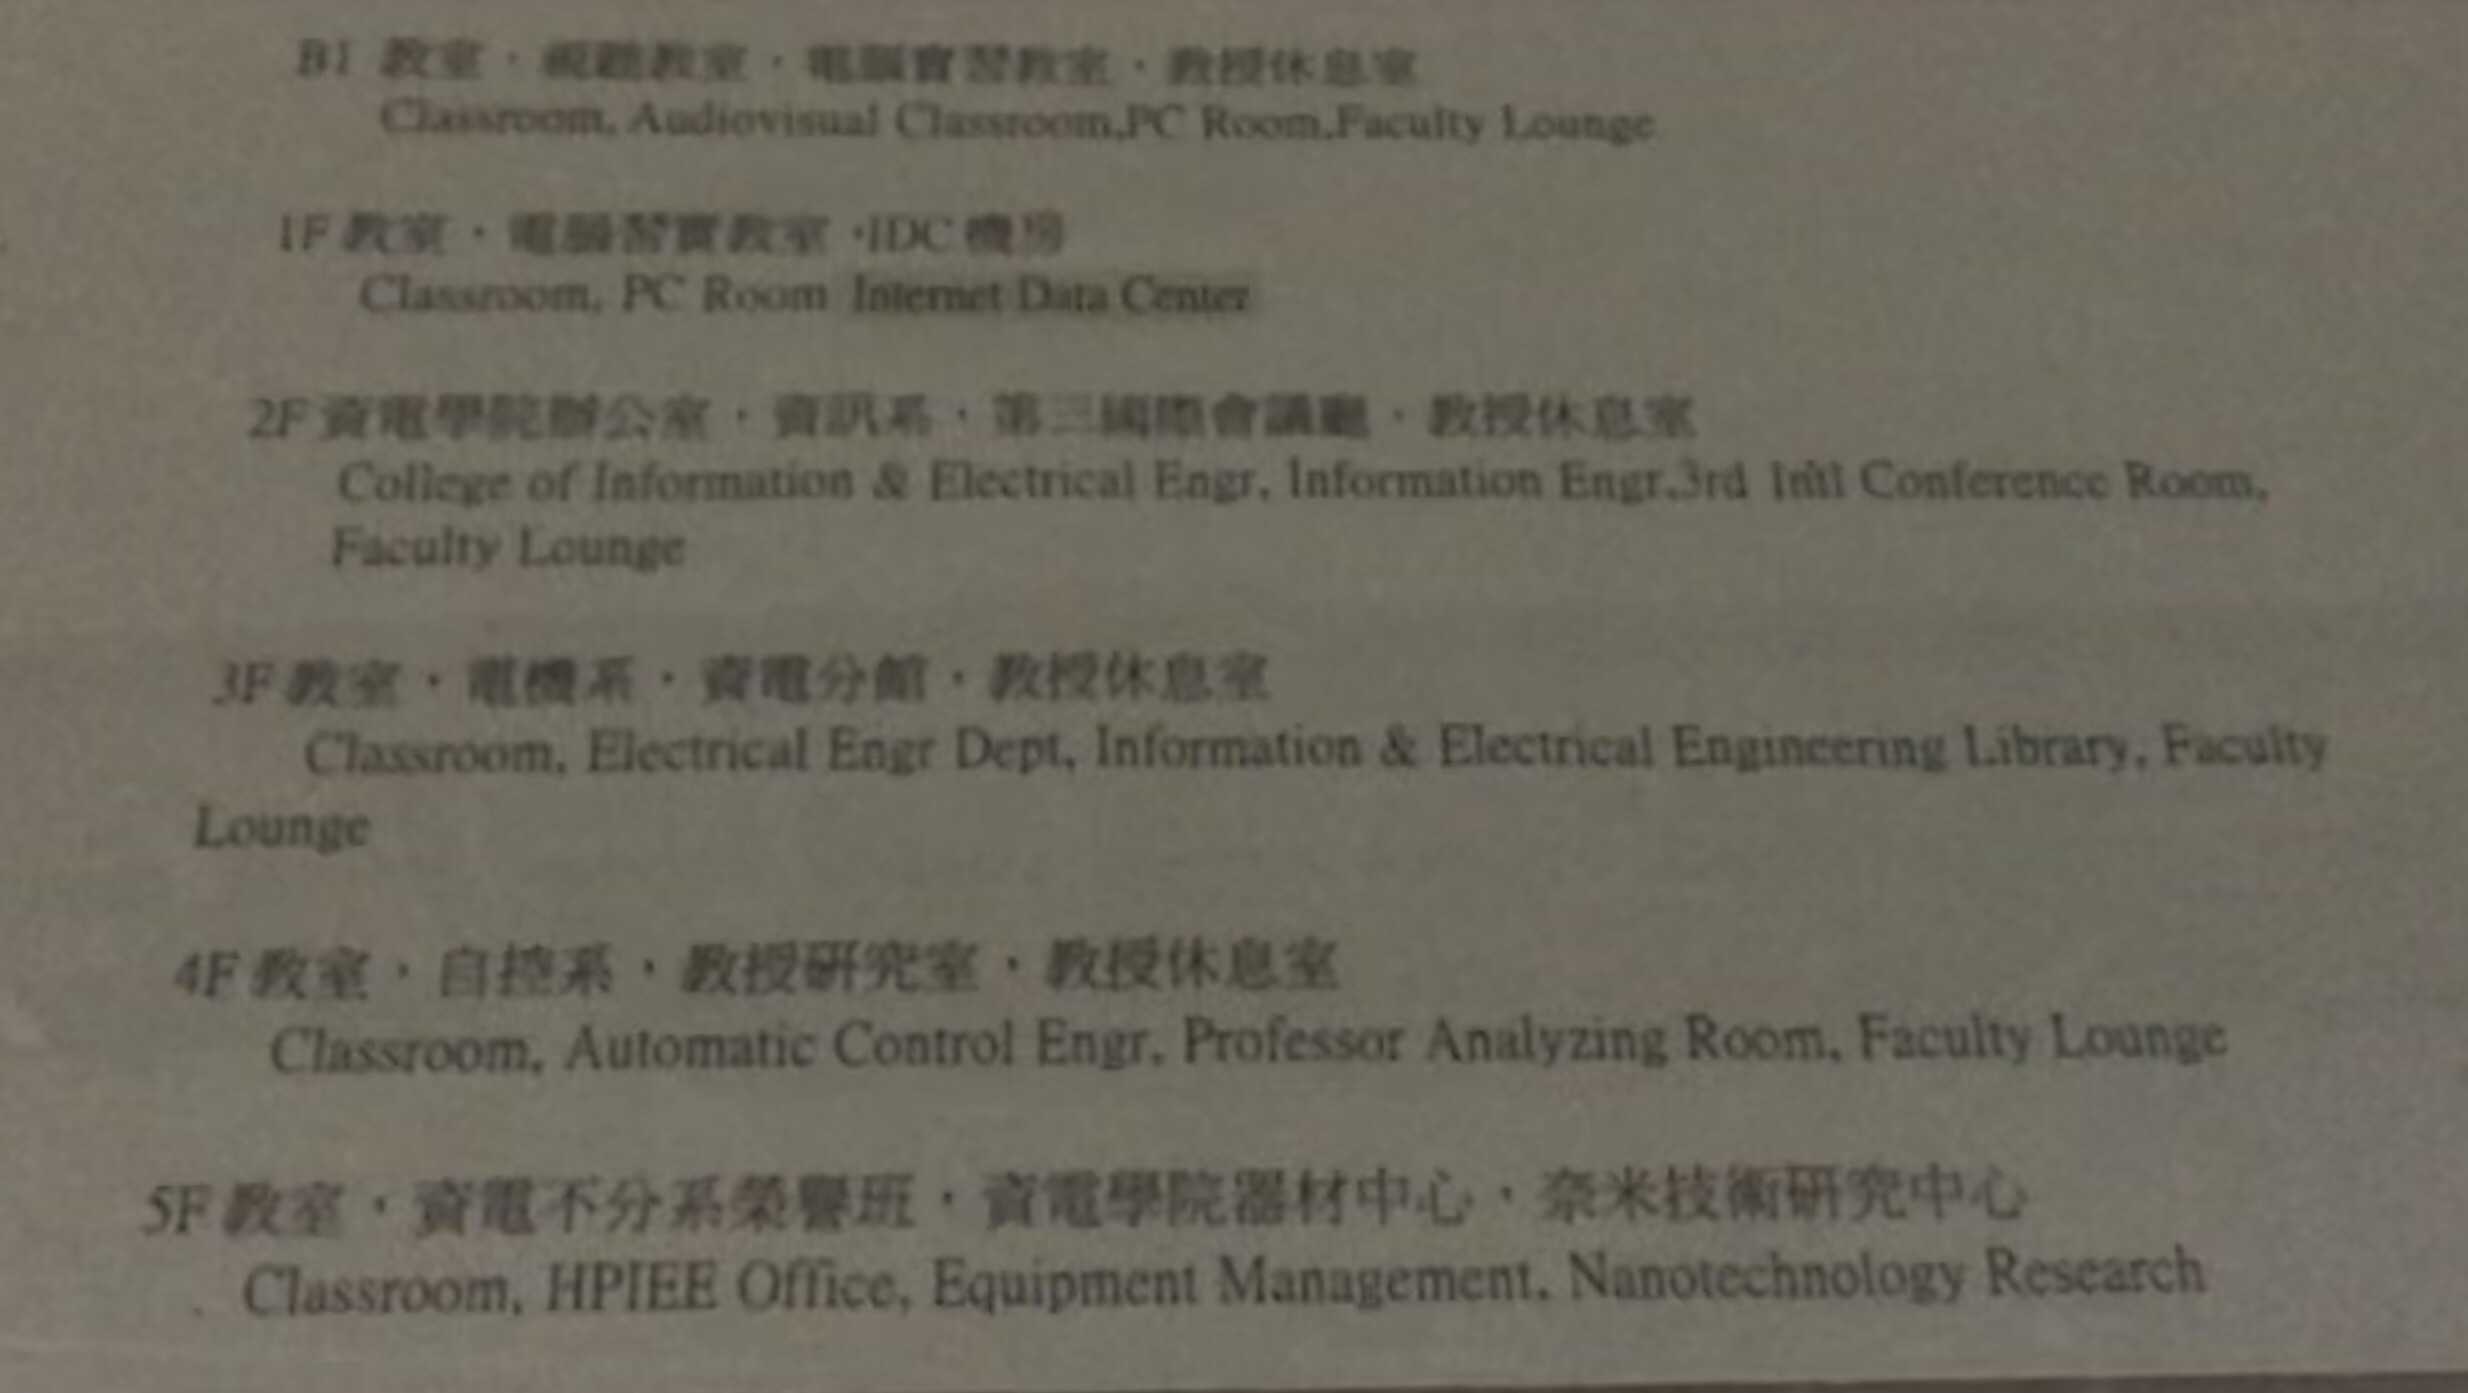 B1 教室・視聽教室・電腦實習教室・教授休息室
Classroom, Audiovisual Classroom,PC Room,Faculty Lounge
1F 教室・電腦習實教室・IDC 機房
Classroom, PC Room Internet Data Center
2F 資電學院辦公室・資訊系・第三國際會議廳・教授休息室
College of Information & Electrical Engr, Information Engr,3rd Int'l Conference Room,
Faculty Lounge
3F 教室・電機系・資電分館・教授休息室
Classroom, Electrical Engr Dept, Information & Electrical Engineering Library, Faculty
Lounge
4F 教室・自控系・教授研究室・教授休息室
Classroom, Automatic Control Engr, Professor Analyzing Room, Faculty Lounge
5F 教室・資電不分系榮譽班・資電學院器材中心・奈米技術研究中心
Classroom, HPIEE Office, Equipment Management, Nanotechnology Research